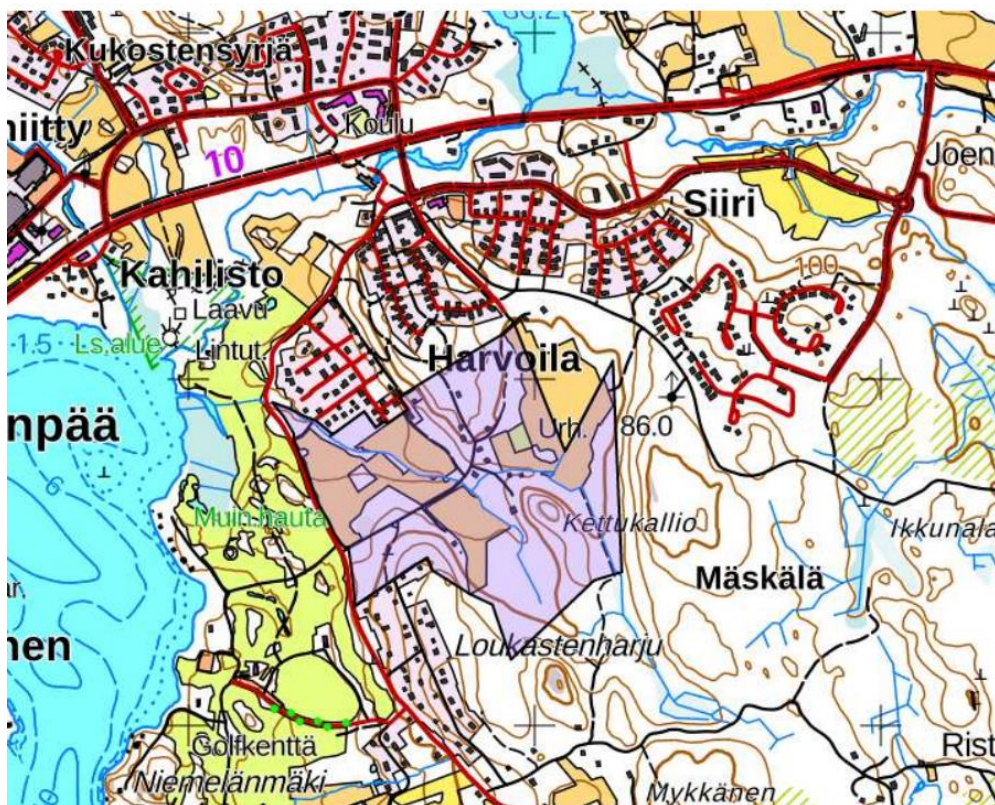 Kukostensyrjä
niitty
10
Koulu
Joen
Siiri
100
Kahilisto
Laavu
1.5
Ls.alue
Lintut.
Harvoila
npää
Urh.
86.0
6
Muin.hauta
Kettukallio
Ikkunala
Mäskälä
ar.
nen
Loukastenharju
Golfkenttä
Rist
Niemelänmäki
Mykkänen